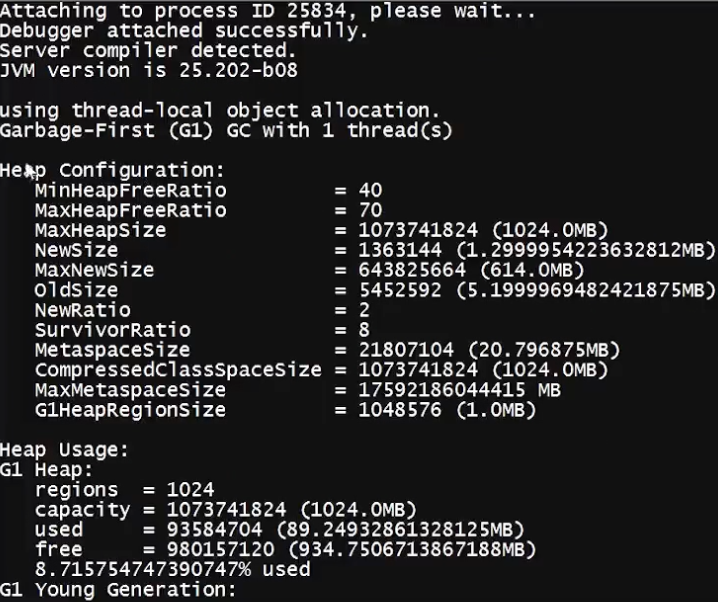 Attaching to process ID 25834, please wait...
Debugger attached successfully.
Server compiler detected.
JVM version is 25.202-b08
using thread-local object allocation.
Garbage-First (G1) GC with 1 thread(s)
Heap Configuration:
MinHeapFreeRatio = 40
MaxHeapFreeRatio = 70
MaxHeapSize = 1073741824 (1024.0MB)
NewSize = 1363144 (1.2999954223632812MB)
MaxNewSize = 643825664 (614.0MB)
OldSize = 5452592 (5.1999969482421875MB)
NewRatio = 2
SurvivorRatio = 8
MetaspaceSize = 21807104 (20.796875MB)
CompressedClassSpaceSize = 1073741824 (1024.0MB)
MaxMetaspaceSize = 17592186044415 MB
G1HeapRegionSize = 1048576 (1.0MB)
Heap Usage:
G1 Heap:
regions = 1024
capacity = 1073741824 (1024.0MB)
used = 93584704 (89.24932861328125MB)
free = 980157120 (934.7506713867188MB)
8.715754747390747% used
G1 Young Generation: